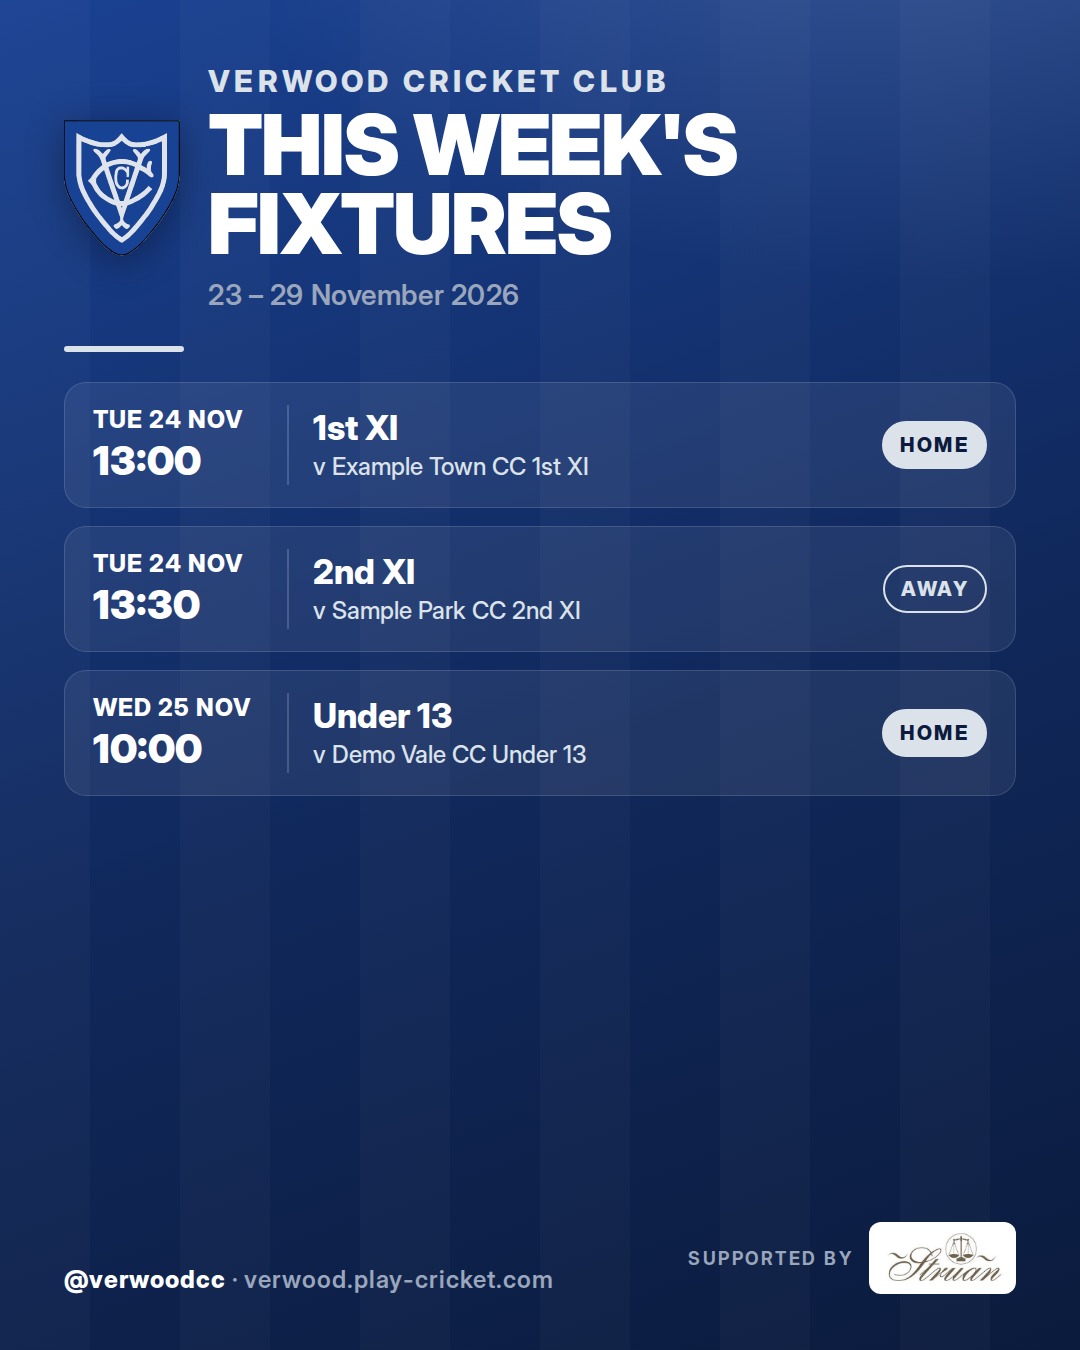 VERWOOD CRICKET CLUB
THIS WEEK'S
FIXTURES
23 – 29 November 2026
TUE 24 NOV
13:00
1st XI
v Example Town CC 1st XI
HOME
TUE 24 NOV
13:30
2nd XI
v Sample Park CC 2nd XI
AWAY
WED 25 NOV
10:00
Under 13
v Demo Vale CC Under 13
HOME
@verwoodcc · verwood.play-cricket.com
SUPPORTED BY
Struan